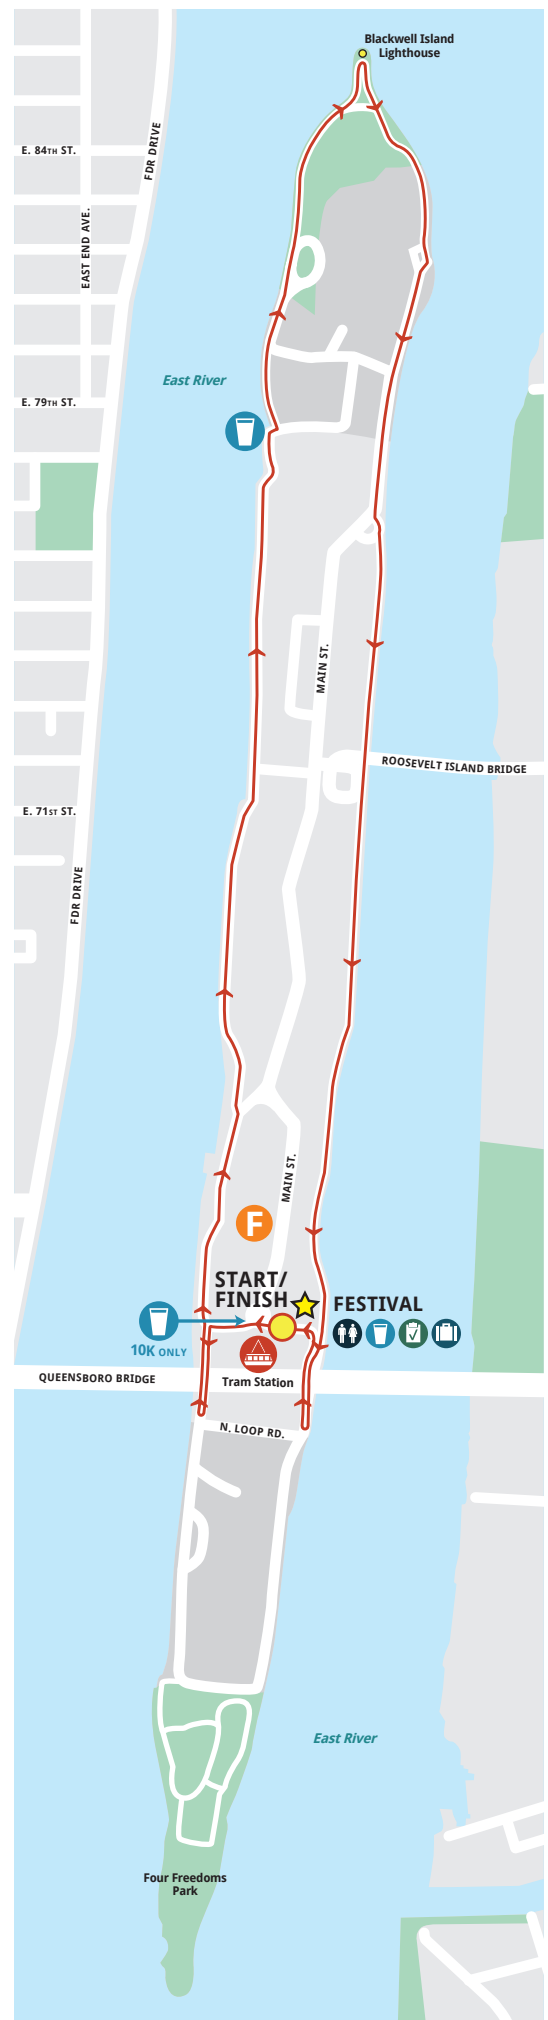 Blackwell Island
Lighthouse
FDR DRIVE
E. 84TH ST.
EAST END AVE.
East River
E. 79TH ST.
MAIN ST.
ROOSEVELT ISLAND BRIDGE
E. 71ST ST.
FDR DRIVE
MAIN ST.
F
START/
FINISH
FESTIVAL
10K ONLY
QUEENSBORO BRIDGE
Tram Station
N. LOOP RD.
East River
Four Freedoms
Park